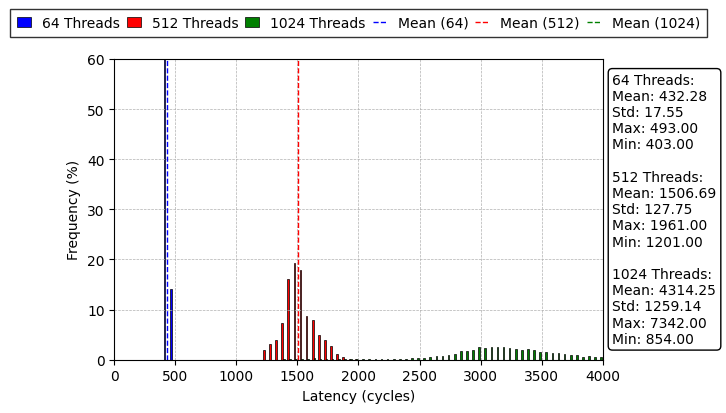 64 Threads 512 Threads 1024 Threads Mean (64) Mean (512) Mean (1024)
60
50
40
30
20
10
0
Frequency (%)
0 500 1000 1500 2000 2500 3000 3500 4000
Latency (cycles)
64 Threads:
Mean: 432.28
Std: 17.55
Max: 493.00
Min: 403.00
512 Threads:
Mean: 1506.69
Std: 127.75
Max: 1961.00
Min: 1201.00
1024 Threads:
Mean: 4314.25
Std: 1259.14
Max: 7342.00
Min: 854.00